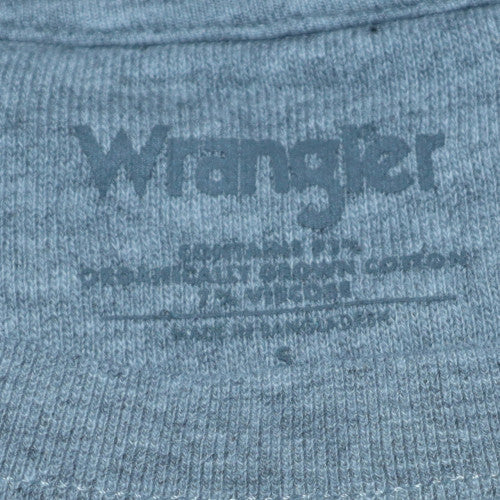 Wrangler
CONTAINS 93%
ORGANICALLY GROWN COTTON
7% VISCOSE
MADE IN BANGLADESH
S